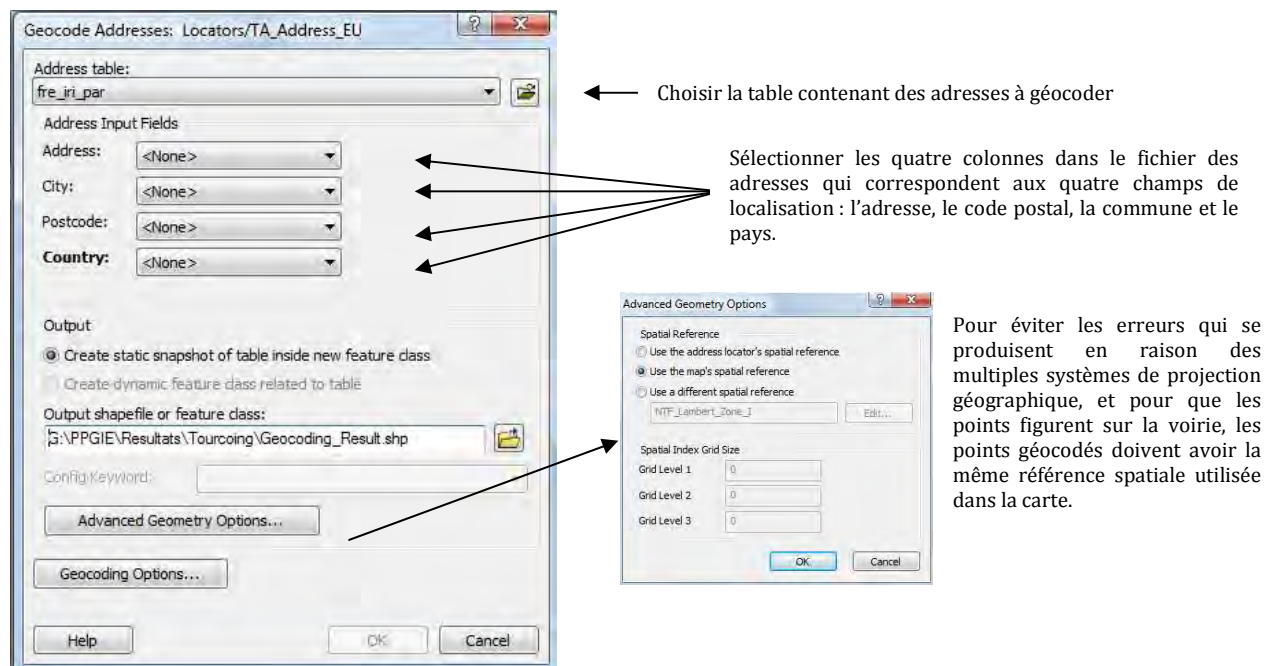 Geocode Addresses: Locators/TA_Address_EU
Address table:
fre_iri_par
Address Input Fields
Address: <None>
City: <None>
Postcode: <None>
Country: <None>
Output
Create static snapshot of table inside new feature class
Create dynamic feature class related to table
Output shapefile or feature class:
G:\PPGIE\Resultats\Tourcoing\Geocoding_Result.shp
Config Keyword:
Advanced Geometry Options...
Geocoding Options...
Help OK Cancel
Choisir la table contenant des adresses à géocoder
Sélectionner les quatre colonnes dans le fichier des
adresses qui correspondent aux quatre champs de
localisation : l’adresse, le code postal, la commune et le
pays.
Advanced Geometry Options
Spatial Reference
Use the address locator's spatial reference
Use the map's spatial reference
Use a different spatial reference
NTF_Lambert_Zone_I Edit...
Spatial Index Grid Size
Grid Level 1 0
Grid Level 2 0
Grid Level 3 0
OK Cancel
Pour éviter les erreurs qui se
produisent en raison des
multiples systèmes de projection
géographique, et pour que les
points figurent sur la voirie, les
points géocodés doivent avoir la
même référence spatiale utilisée
dans la carte.